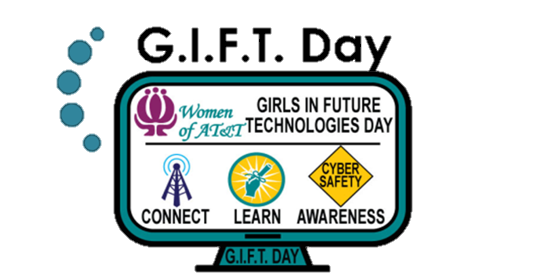 G.I.F.T. Day
Women
of AT&T
GIRLS IN FUTURE
TECHNOLOGIES DAY
CYBER
SAFETY
CONNECT LEARN AWARENESS
G.I.F.T. DAY